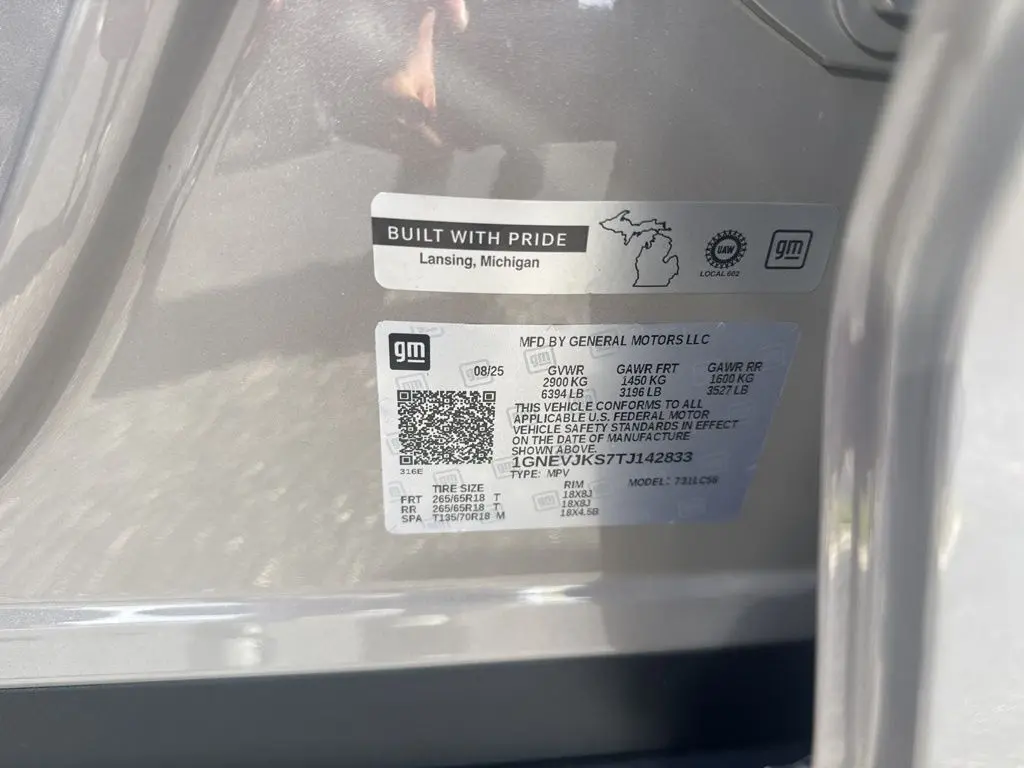 BUILT WITH PRIDE
Lansing, Michigan
UAW
LOCAL 602
gm
gm
MFD BY GENERAL MOTORS LLC
08/25
GVWR GAWR FRT GAWR RR
2900 KG 1450 KG 1600 KG
6394 LB 3196 LB 3527 LB
THIS VEHICLE CONFORMS TO ALL
APPLICABLE U.S. FEDERAL MOTOR
VEHICLE SAFETY STANDARDS IN EFFECT
ON THE DATE OF MANUFACTURE
SHOWN ABOVE.
1GNEVJKS7TJ142833
316E
TYPE: MPV
MODEL:
TIRE SIZE RIM
FRT 265/65R18 T 18X8J
RR 265/65R18 T 18X8J
SPA T135/70R18 M 18X4.5B